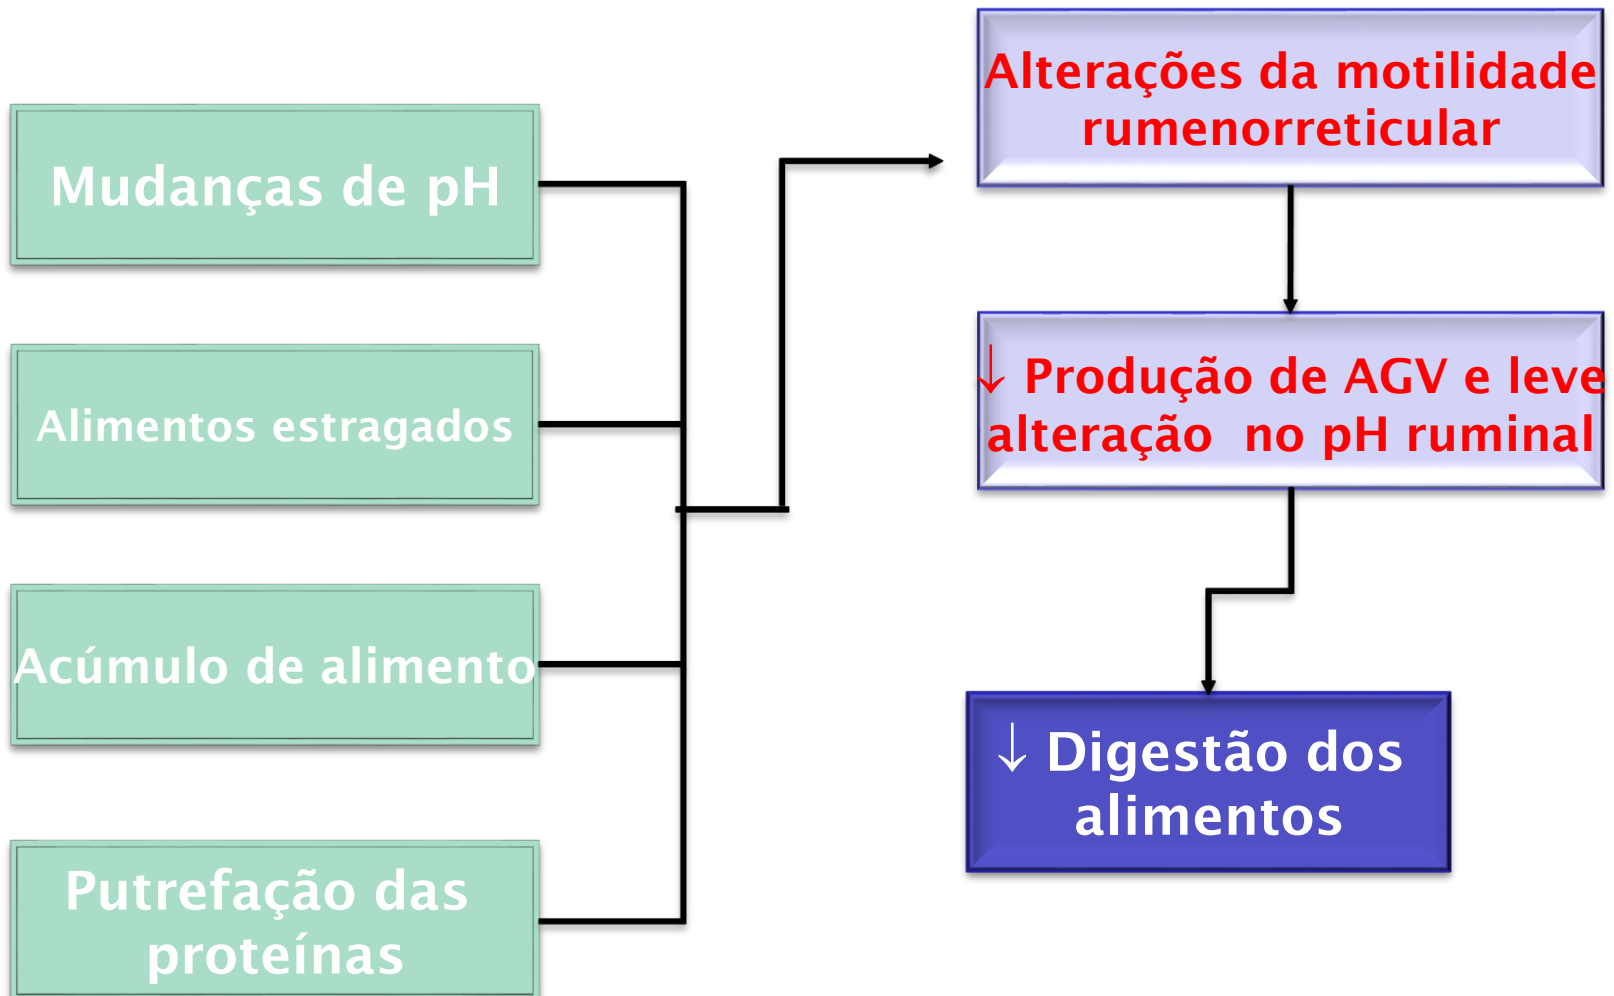 Mudanças de pH
Alimentos estragados
Acúmulo de alimento
Putrefação das
proteínas
Alterações da motilidade
rumenorreticular
↓ Produção de AGV e leve
alteração no pH ruminal
↓ Digestão dos
alimentos